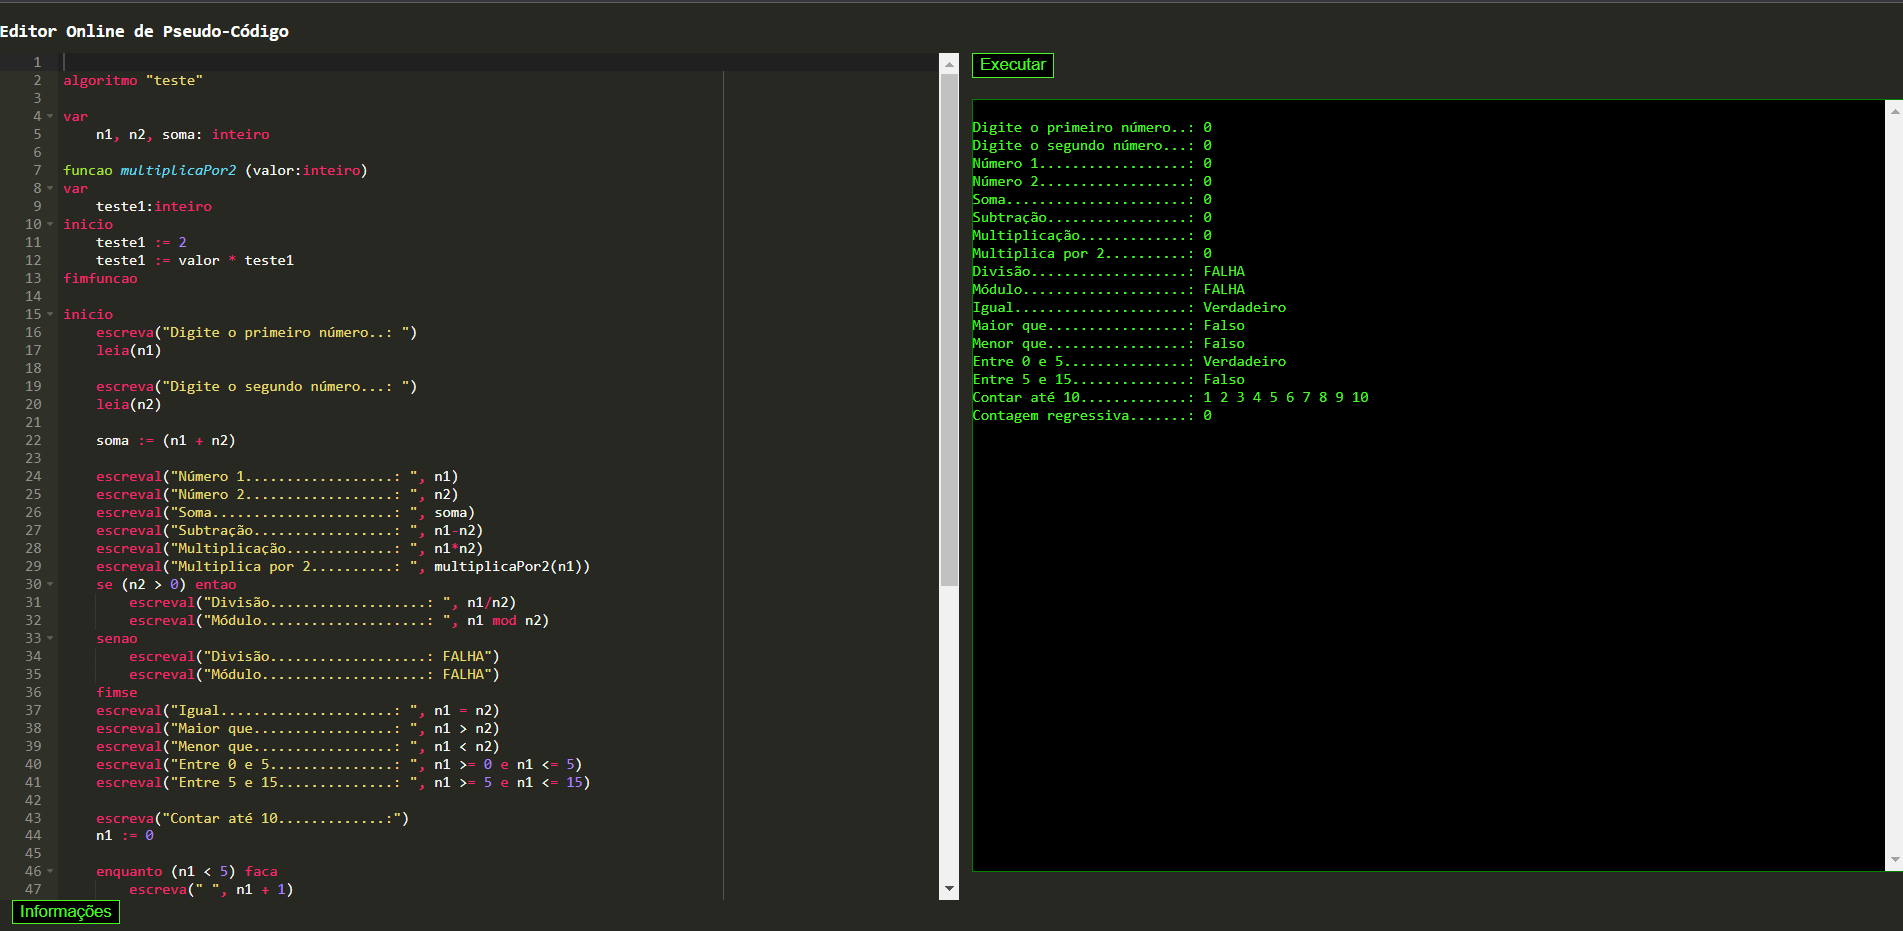 Editor Online de Pseudo-Código
1
2 algoritmo "teste"
3
4 var
5 n1, n2, soma: inteiro
6
7 funcao multiplicaPor2 (valor:inteiro)
8 var
9 teste1:inteiro
10 inicio
11 teste1 := 2
12 teste1 := valor * teste1
13 fimfuncao
14
15 inicio
16 escreva("Digite o primeiro número..: ")
17 leia(n1)
18
19 escreva("Digite o segundo número...: ")
20 leia(n2)
21
22 soma := (n1 + n2)
23
24 escreval("Número 1..................: ", n1)
25 escreval("Número 2..................: ", n2)
26 escreval("Soma......................: ", soma)
27 escreval("Subtração.................: ", n1-n2)
28 escreval("Multiplicação.............: ", n1*n2)
29 escreval("Multiplica por 2..........: ", multiplicaPor2(n1))
30 se (n2 > 0) entao
31 escreval("Divisão...................: ", n1/n2)
32 escreval("Módulo....................: ", n1 mod n2)
33 senao
34 escreval("Divisão...................: FALHA")
35 escreval("Módulo....................: FALHA")
36 fimse
37 escreval("Igual.....................: ", n1 = n2)
38 escreval("Maior que.................: ", n1 > n2)
39 escreval("Menor que.................: ", n1 < n2)
40 escreval("Entre 0 e 5...............: ", n1 >= 0 e n1 <= 5)
41 escreval("Entre 5 e 15..............: ", n1 >= 5 e n1 <= 15)
42
43 escreva("Contar até 10.............:")
44 n1 := 0
45
46 enquanto (n1 < 5) faca
47 escreva(" ", n1 + 1)
Informações
Executar
Digite o primeiro número..: 0
Digite o segundo número...: 0
Número 1..................: 0
Número 2..................: 0
Soma......................: 0
Subtração.................: 0
Multiplicação.............: 0
Multiplica por 2..........: 0
Divisão...................: FALHA
Módulo....................: FALHA
Igual.....................: Verdadeiro
Maior que.................: Falso
Menor que.................: Falso
Entre 0 e 5...............: Verdadeiro
Entre 5 e 15..............: Falso
Contar até 10.............: 1 2 3 4 5 6 7 8 9 10
Contagem regressiva.......: 0